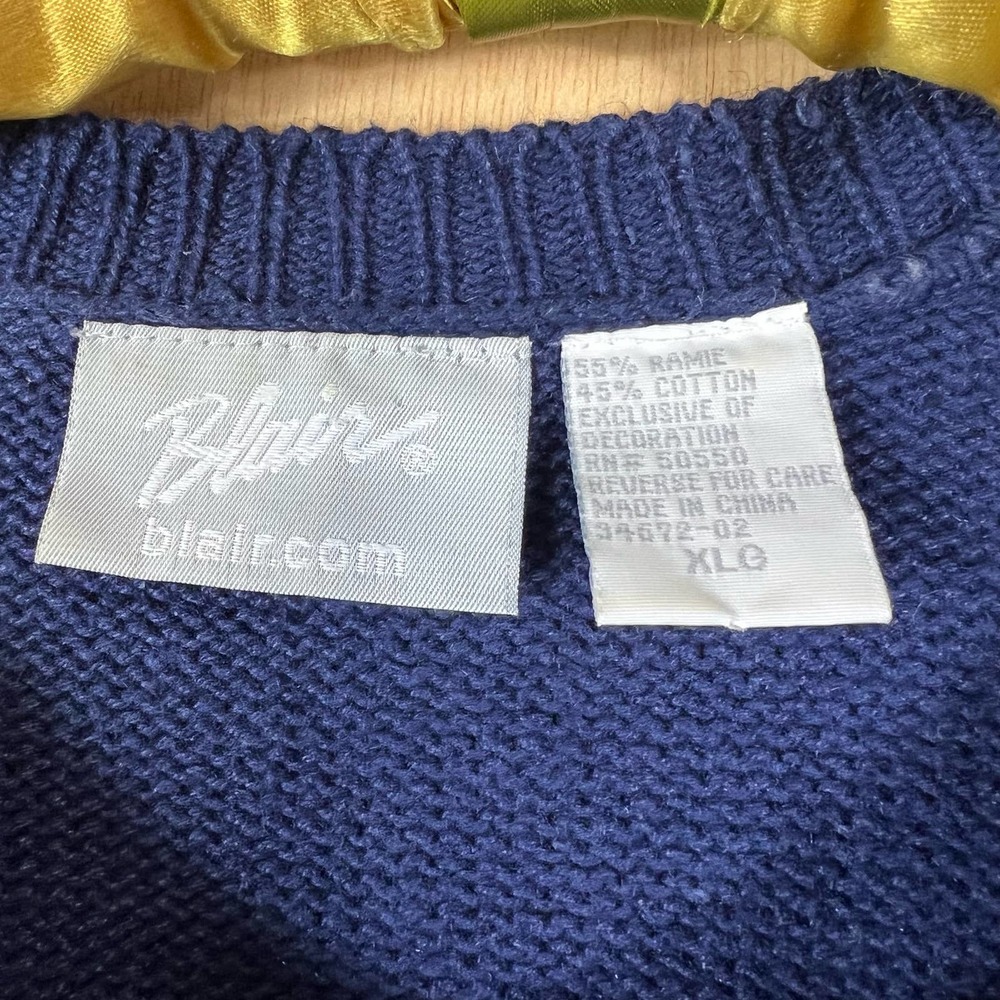 Blair®
blair.com
55% RAMIE
45% COTTON
EXCLUSIVE OF
DECORATION
RN# 50550
REVERSE FOR CARE
MADE IN CHINA
94672-02
XLG